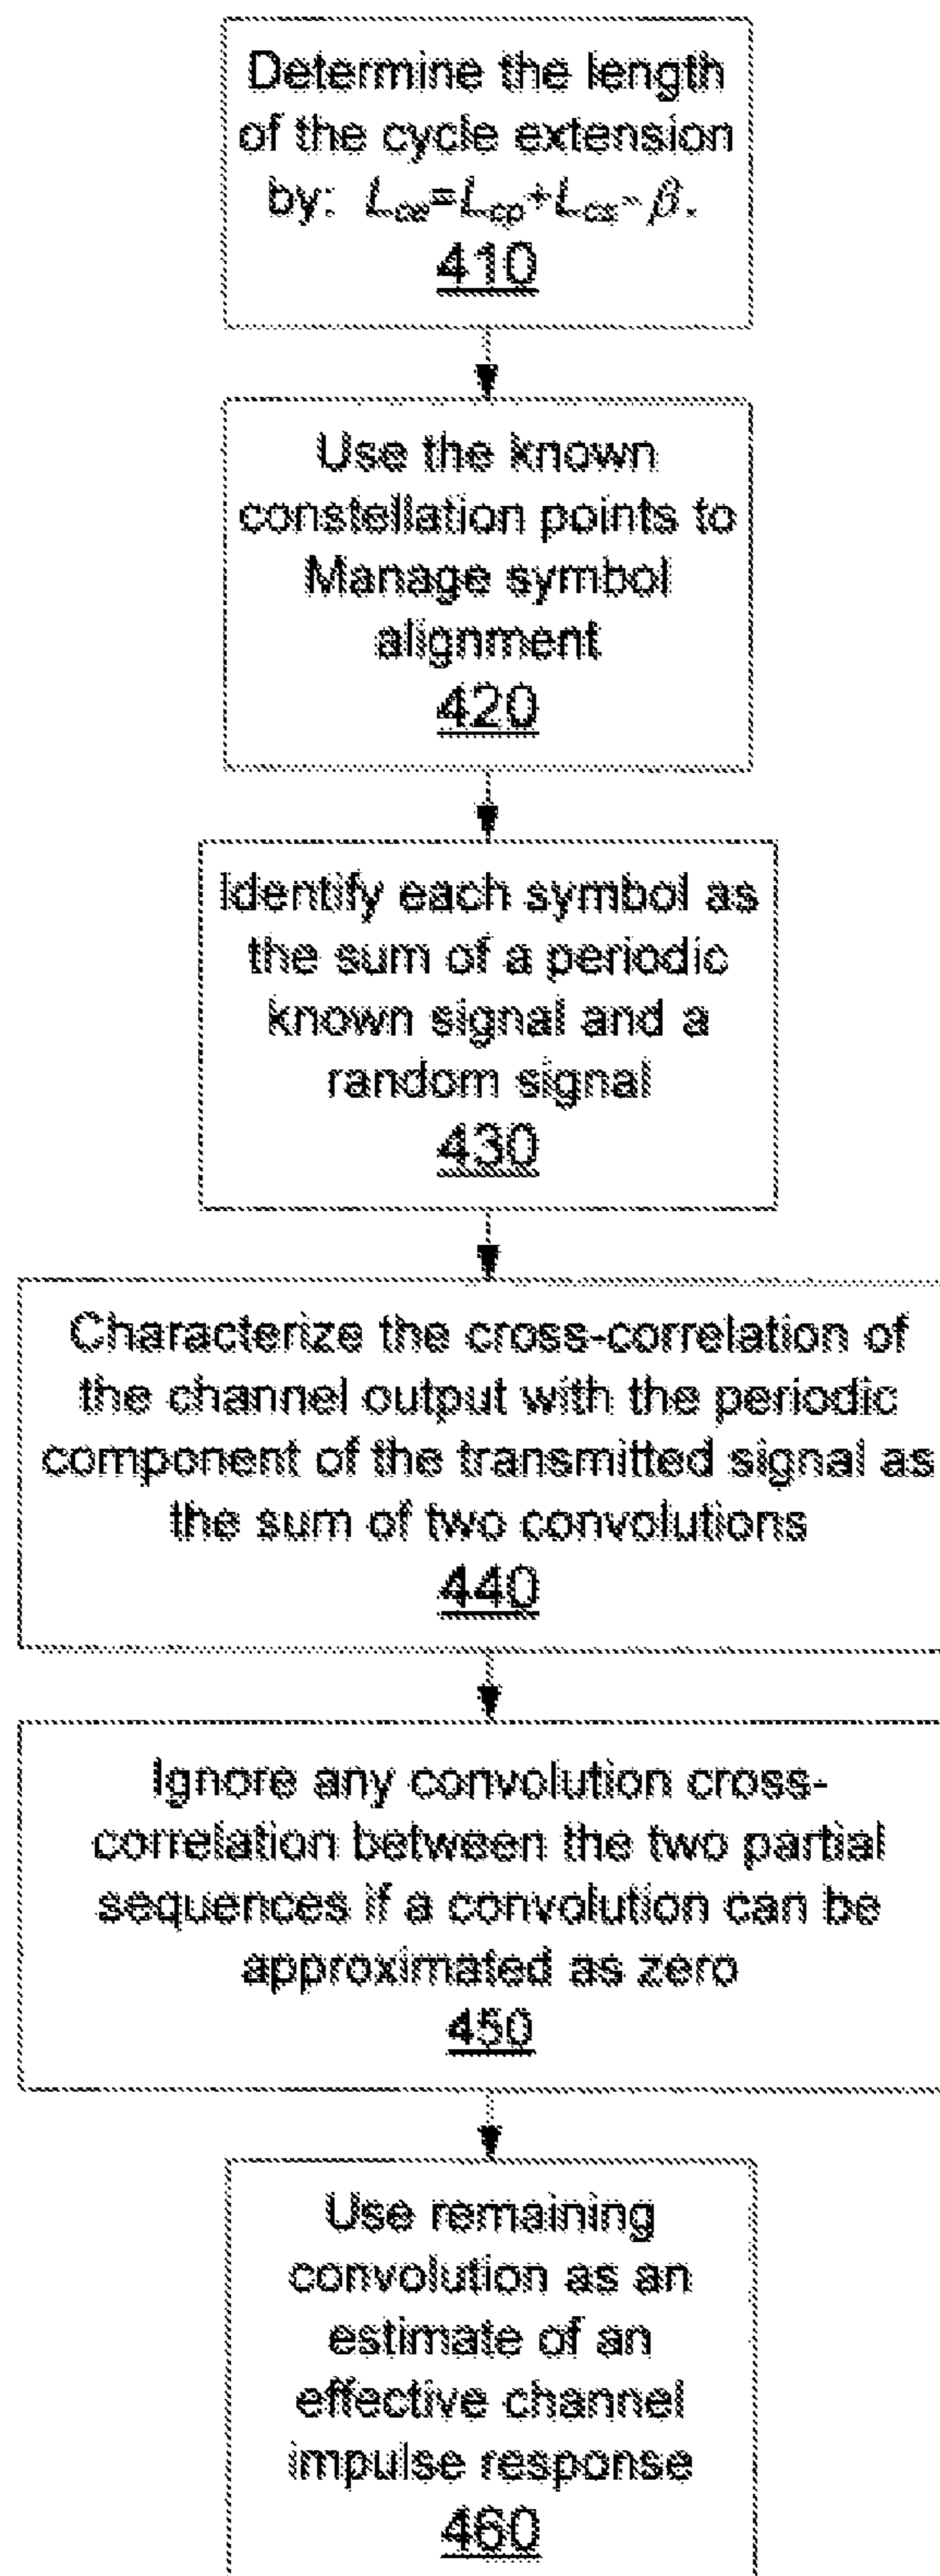 Determine the length
of the cycle extension
by: Lce=Lcp+Lcs-β.
410
Use the known
constellation points to
Manage symbol
alignment
420
Identify each symbol as
the sum of a periodic
known signal and a
random signal
430
Characterize the cross-correlation of
the channel output with the periodic
component of the transmitted signal as
the sum of two convolutions
440
Ignore any convolution cross-
correlation between the two partial
sequences if a convolution can be
approximated as zero
450
Use remaining
convolution as an
estimate of an
effective channel
impulse response
460